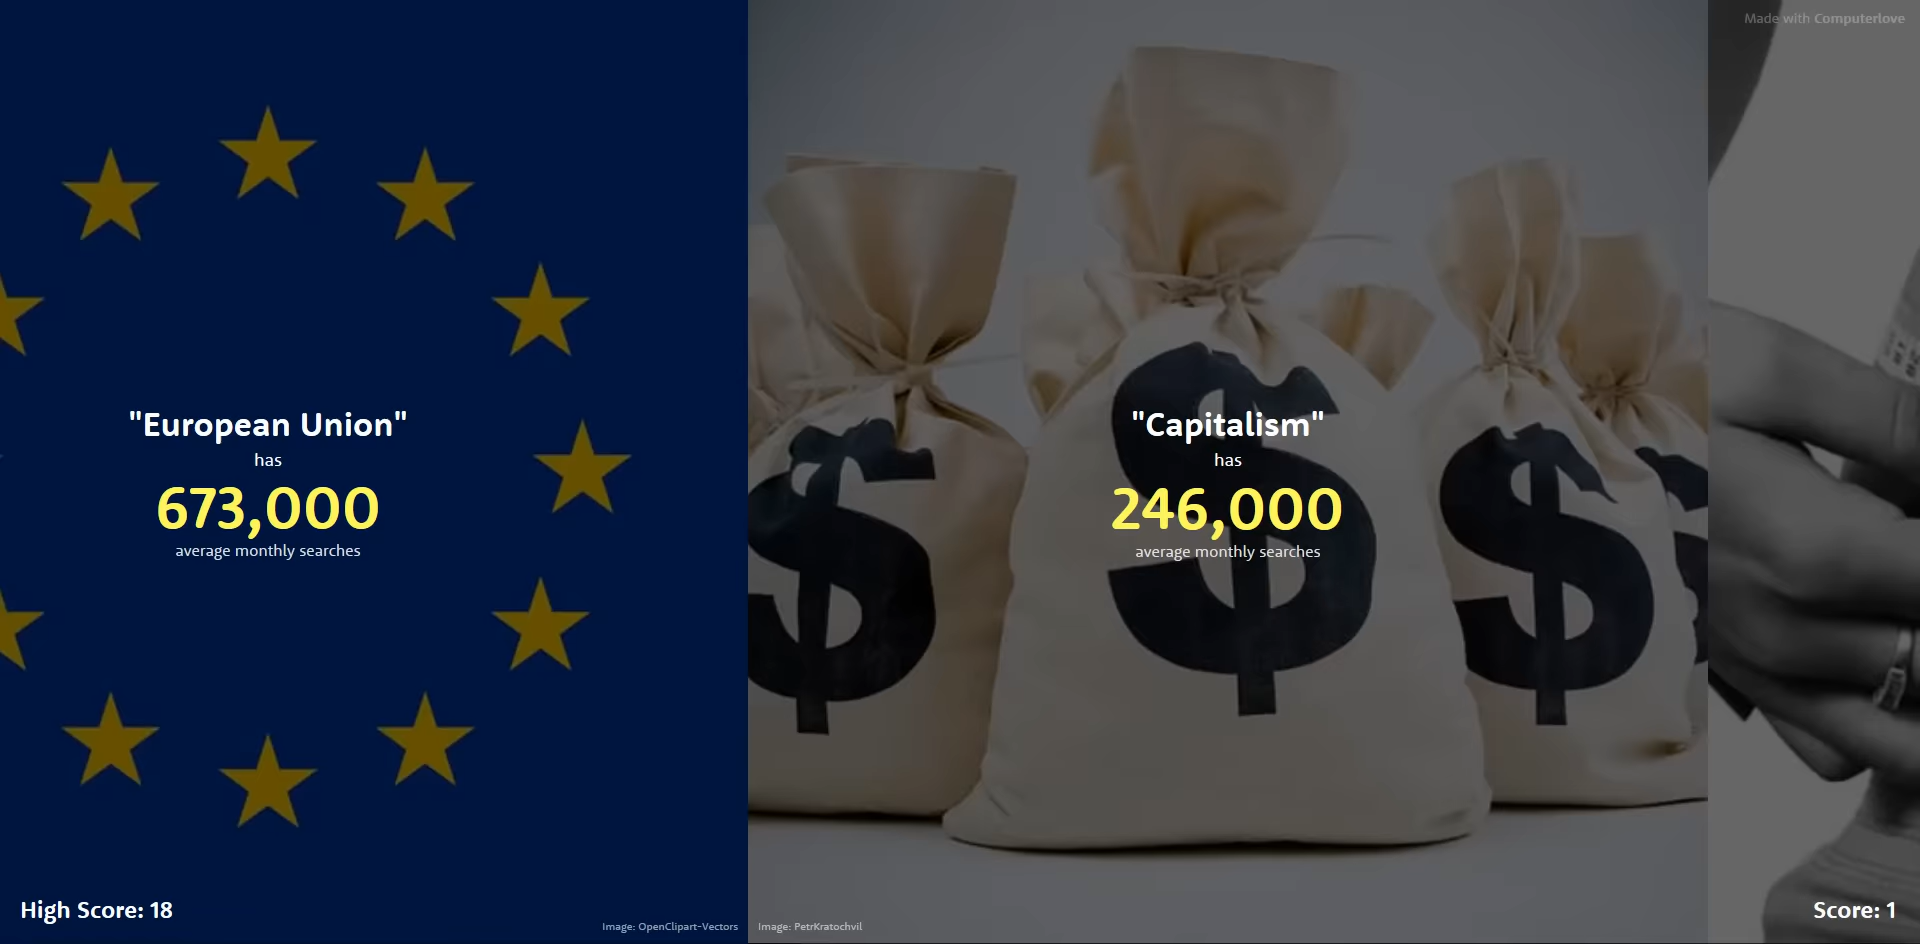 Made with Computerlove
"European Union"
has
673,000
average monthly searches
"Capitalism"
has
246,000
average monthly searches
High Score: 18
Image: OpenClipart-Vectors
Image: PetrKratochvil
Score: 1